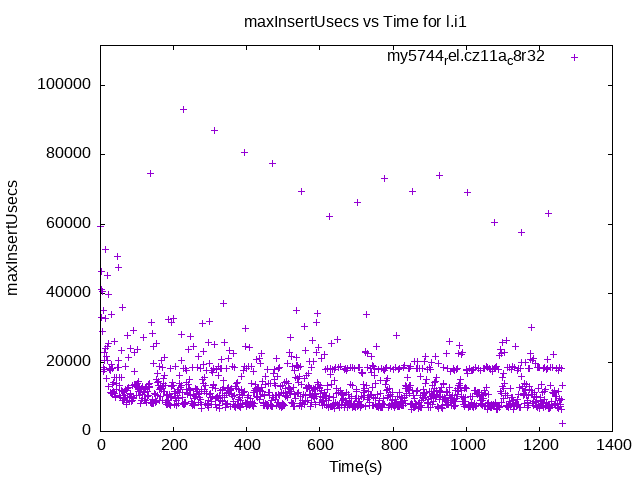 maxInsertUsecs vs Time for l.i1
my5744rel.cz11ac8r32
100000
80000
60000
40000
20000
0
maxInsertUsecs
0 200 400 600 800 1000 1200 1400
Time(s)